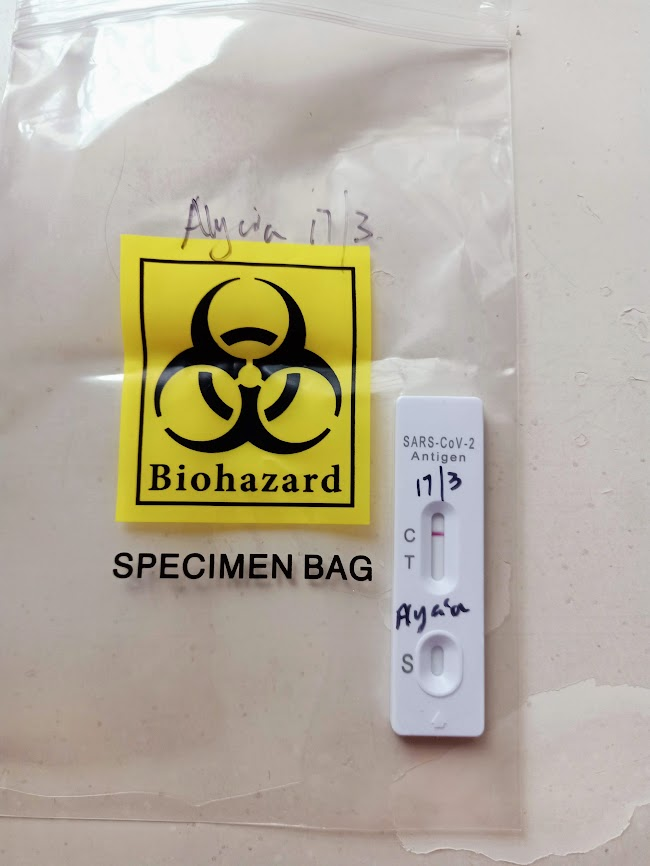 Alycia 17/3
Biohazard
SPECIMEN BAG
SARS-CoV-2
Antigen
17/3
C
T
Alycia
S